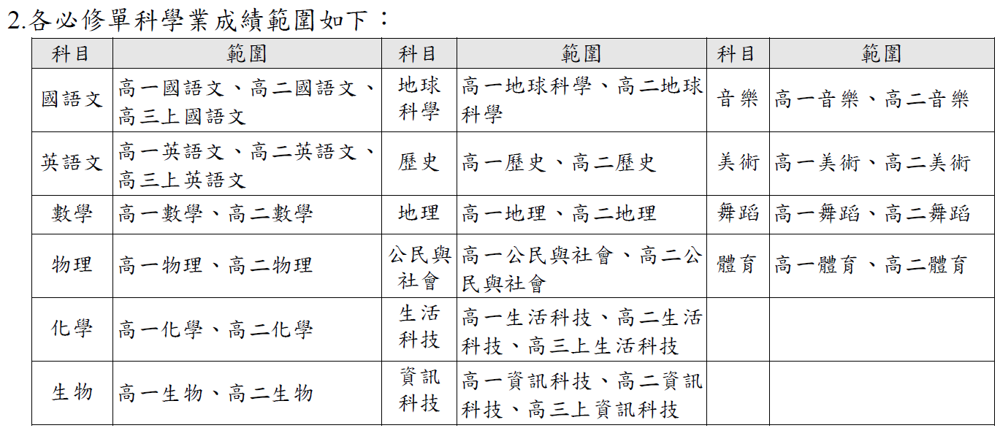 2.各必修單科學業成績範圍如下：
科目 範圍 科目 範圍 科目 範圍
國語文 高一國語文、高二國語文、
高三上國語文 地球
科學 高一地球科學、高二地球
科學 音樂 高一音樂、高二音樂
英語文 高一英語文、高二英語文、
高三上英語文 歷史 高一歷史、高二歷史 美術 高一美術、高二美術
數學 高一數學、高二數學 地理 高一地理、高二地理 舞蹈 高一舞蹈、高二舞蹈
物理 高一物理、高二物理 公民與
社會 高一公民與社會、高二公
民與社會 體育 高一體育、高二體育
化學 高一化學、高二化學 生活
科技 高一生活科技、高二生活
科技、高三上生活科技
生物 高一生物、高二生物 資訊
科技 高一資訊科技、高二資訊
科技、高三上資訊科技